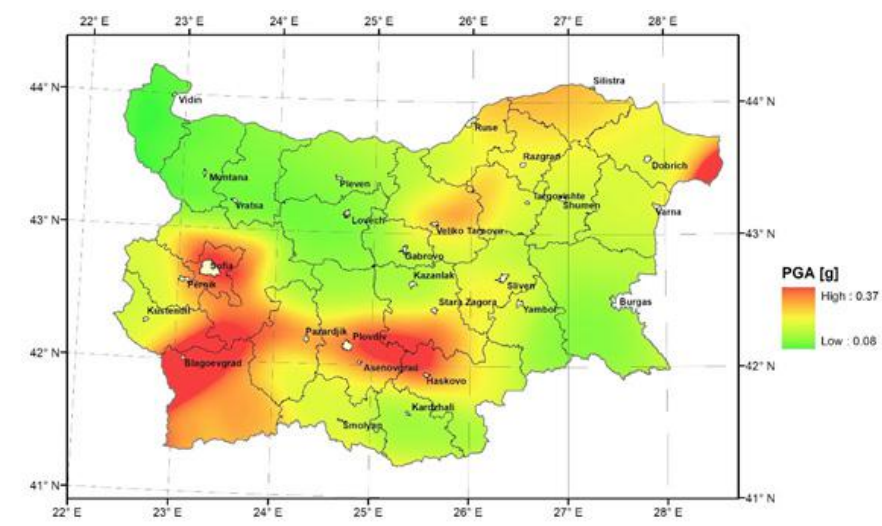 22° E 23° E 24° E 25° E 26° E 27° E 28° E
44° N
44° N
Vidin
Silistra
Ruse
Razgrad
Dobrich
Montana
Pleven
Vratsa
Lovech
Targovishte
Shumen
Varna
43° N
43° N
Veliko Tarnovo
Gabrovo
Sofia
Pernik
Kazanlak
Sliven
Kustendil
Stara Zagora
Yambol
Burgas
PGA [g]
High : 0.37
Low : 0.08
Pazardjik
Plovdiv
42° N
42° N
Blagoevgrad
Asenovgrad
Haskovo
Kardzhali
Smolyan
41° N
41° N
22° E 23° E 24° E 25° E 26° E 27° E 28° E